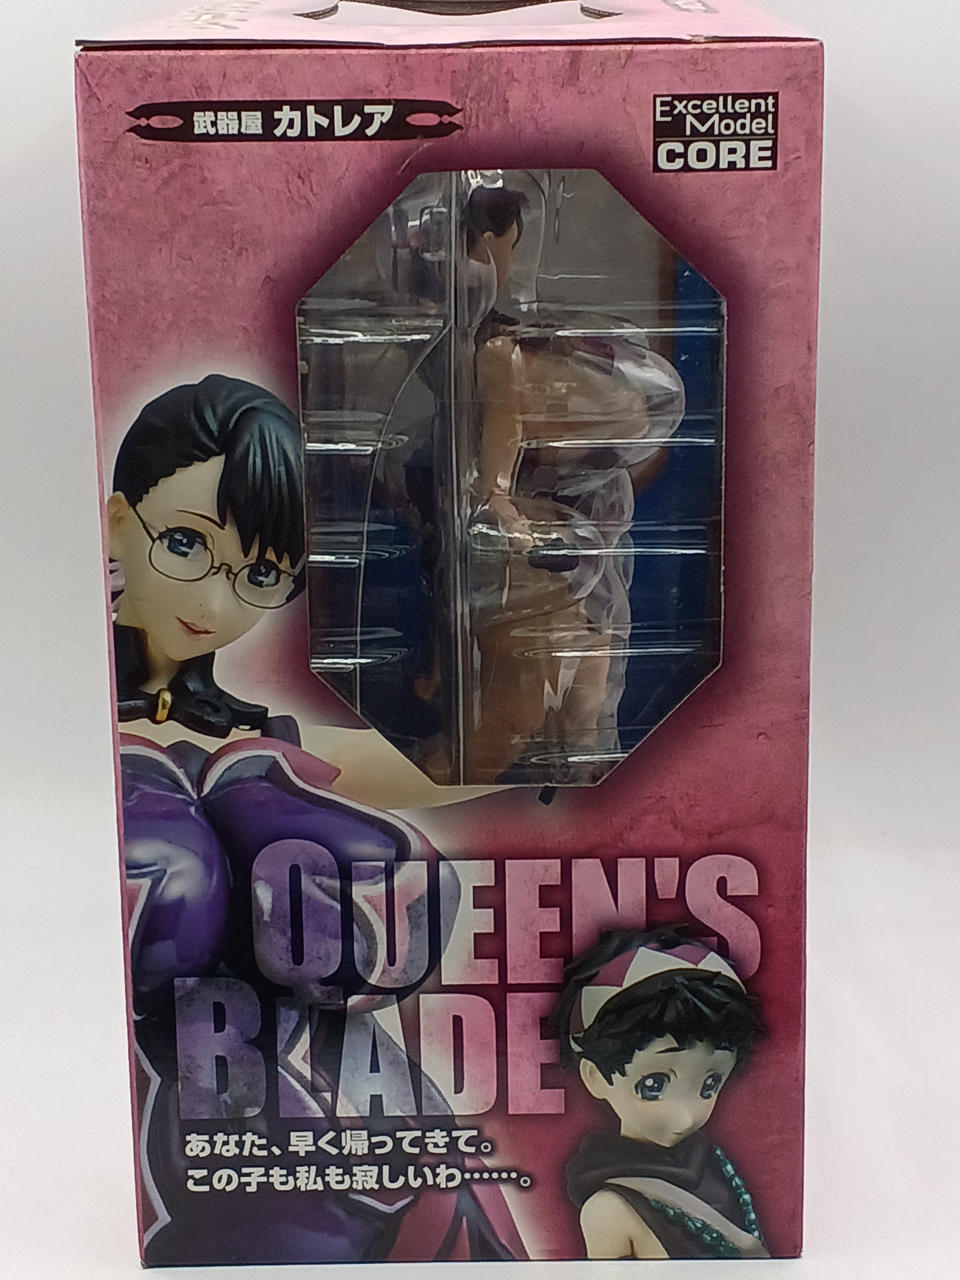 武器屋 カトレア
Excellent
Model
CORE
QUEEN'S
BLADE
あなた、早く帰ってきて。
この子も私も寂しいわ……。